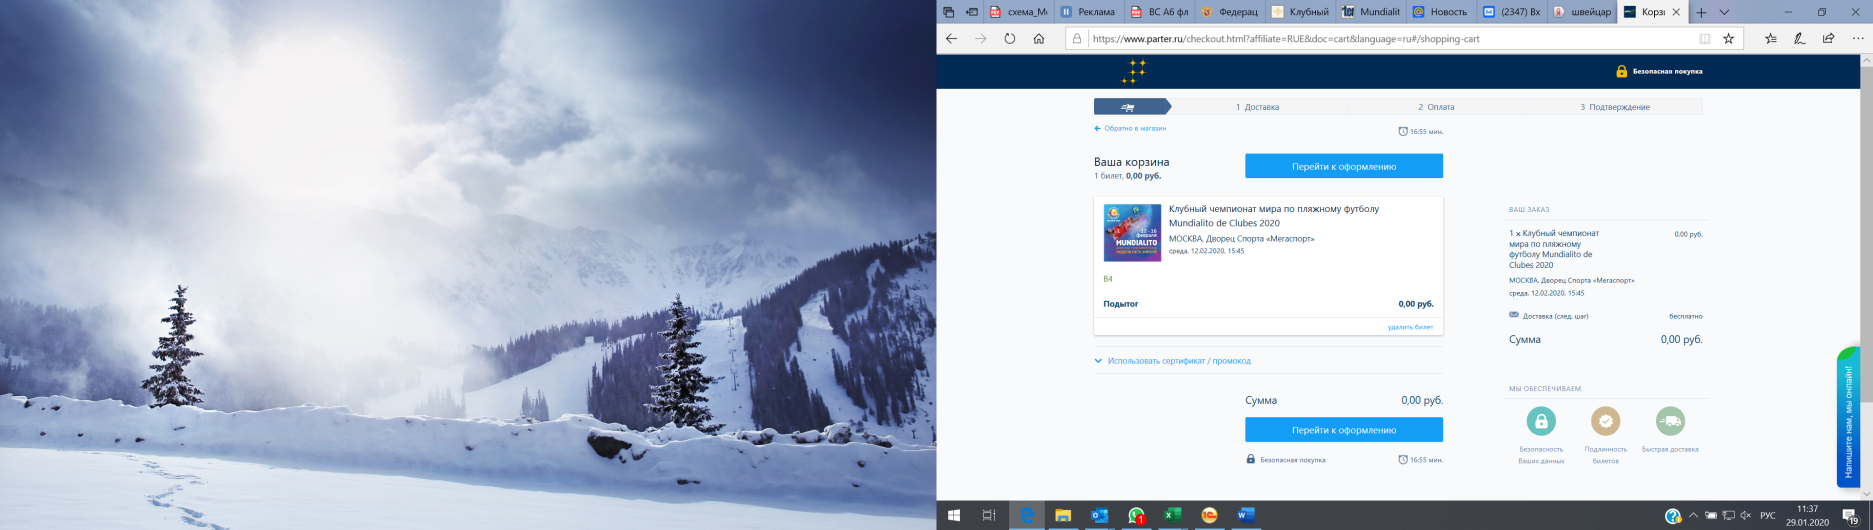 схема_Мо
Реклама
ВС А6 фл
Федерац
Клубный
Mundialit
Новость
(2347) Вх
швейцар
Корз
https://www.parter.ru/checkout.html?affiliate=RUE&doc=cart&language=ru#/shopping-cart
Безопасная покупка
1 Доставка
2 Оплата
3 Подтверждение
Обратно в магазин
16:55 мин.
Ваша корзина
1 билет, 0,00 руб.
Перейти к оформлению
12 - 16
февраля
MUNDIALITO
Клубный чемпионат мира по пляжному футболу
Mundialito de Clubes 2020
МОСКВА, Дворец Спорта «Мегаспорт»
среда, 12.02.2020, 15:45
B4
Подытог 0,00 руб.
удалить билет
Использовать сертификат / промокод
Сумма 0,00 руб.
Перейти к оформлению
Безопасная покупка
16:55 мин.
ВАШ ЗАКАЗ
1 x Клубный чемпионат 0,00 руб.
мира по пляжному
футболу Mundialito de
Clubes 2020
МОСКВА, Дворец Спорта «Мегаспорт»
среда, 12.02.2020, 15:45
Доставка (след. шаг) бесплатно
Сумма 0,00 руб.
МЫ ОБЕСПЕЧИВАЕМ
Безопасность
Ваших данных
Подлинность
билетов
Быстрая доставка
Напишите нам, мы онлайн!
1
РУС
11:37
29.01.2020
19